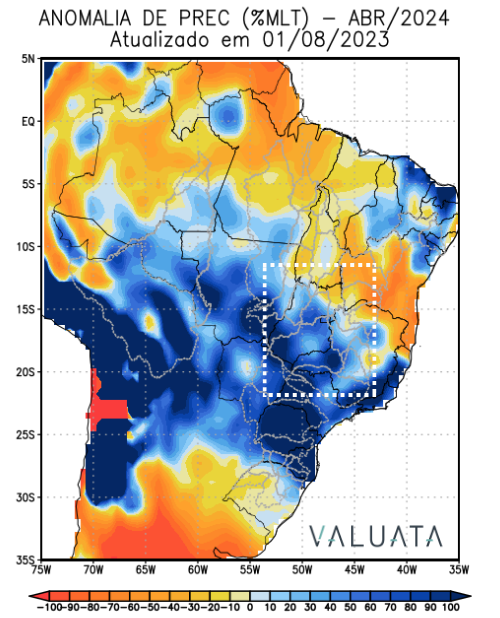 ANOMALIA DE PREC (%MLT) – ABR/2024
Atualizado em 01/08/2023
5N
EQ
5S
10S
15S
20S
25S
30S
35S
VALUATA
75W 70W 65W 60W 55W 50W 45W 40W 35W
-100-90-80-70-60-50-40-30-20-10 0 10 20 30 40 50 60 70 80 90 100